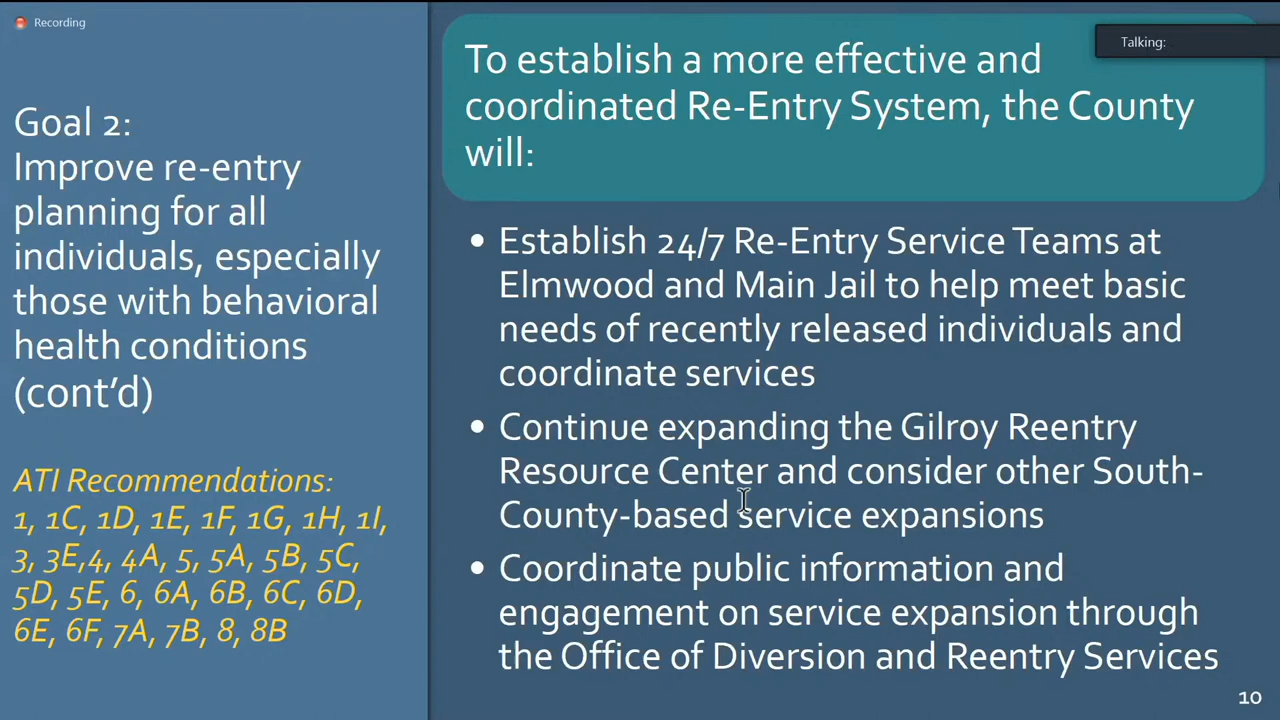 Recording
Talking:
Goal 2:
Improve re-entry
planning for all
individuals, especially
those with behavioral
health conditions
(cont'd)
ATI Recommendations:
1, 1C, 1D, 1E, 1F, 1G, 1H, 1I,
3, 3E,4, 4A, 5, 5A, 5B, 5C,
5D, 5E, 6, 6A, 6B, 6C, 6D,
6E, 6F, 7A, 7B, 8, 8B
To establish a more effective and
coordinated Re-Entry System, the County
will:
• Establish 24/7 Re-Entry Service Teams at
Elmwood and Main Jail to help meet basic
needs of recently released individuals and
coordinate services
• Continue expanding the Gilroy Reentry
Resource Center and consider other South-
County-based service expansions
• Coordinate public information and
engagement on service expansion through
the Office of Diversion and Reentry Services
10